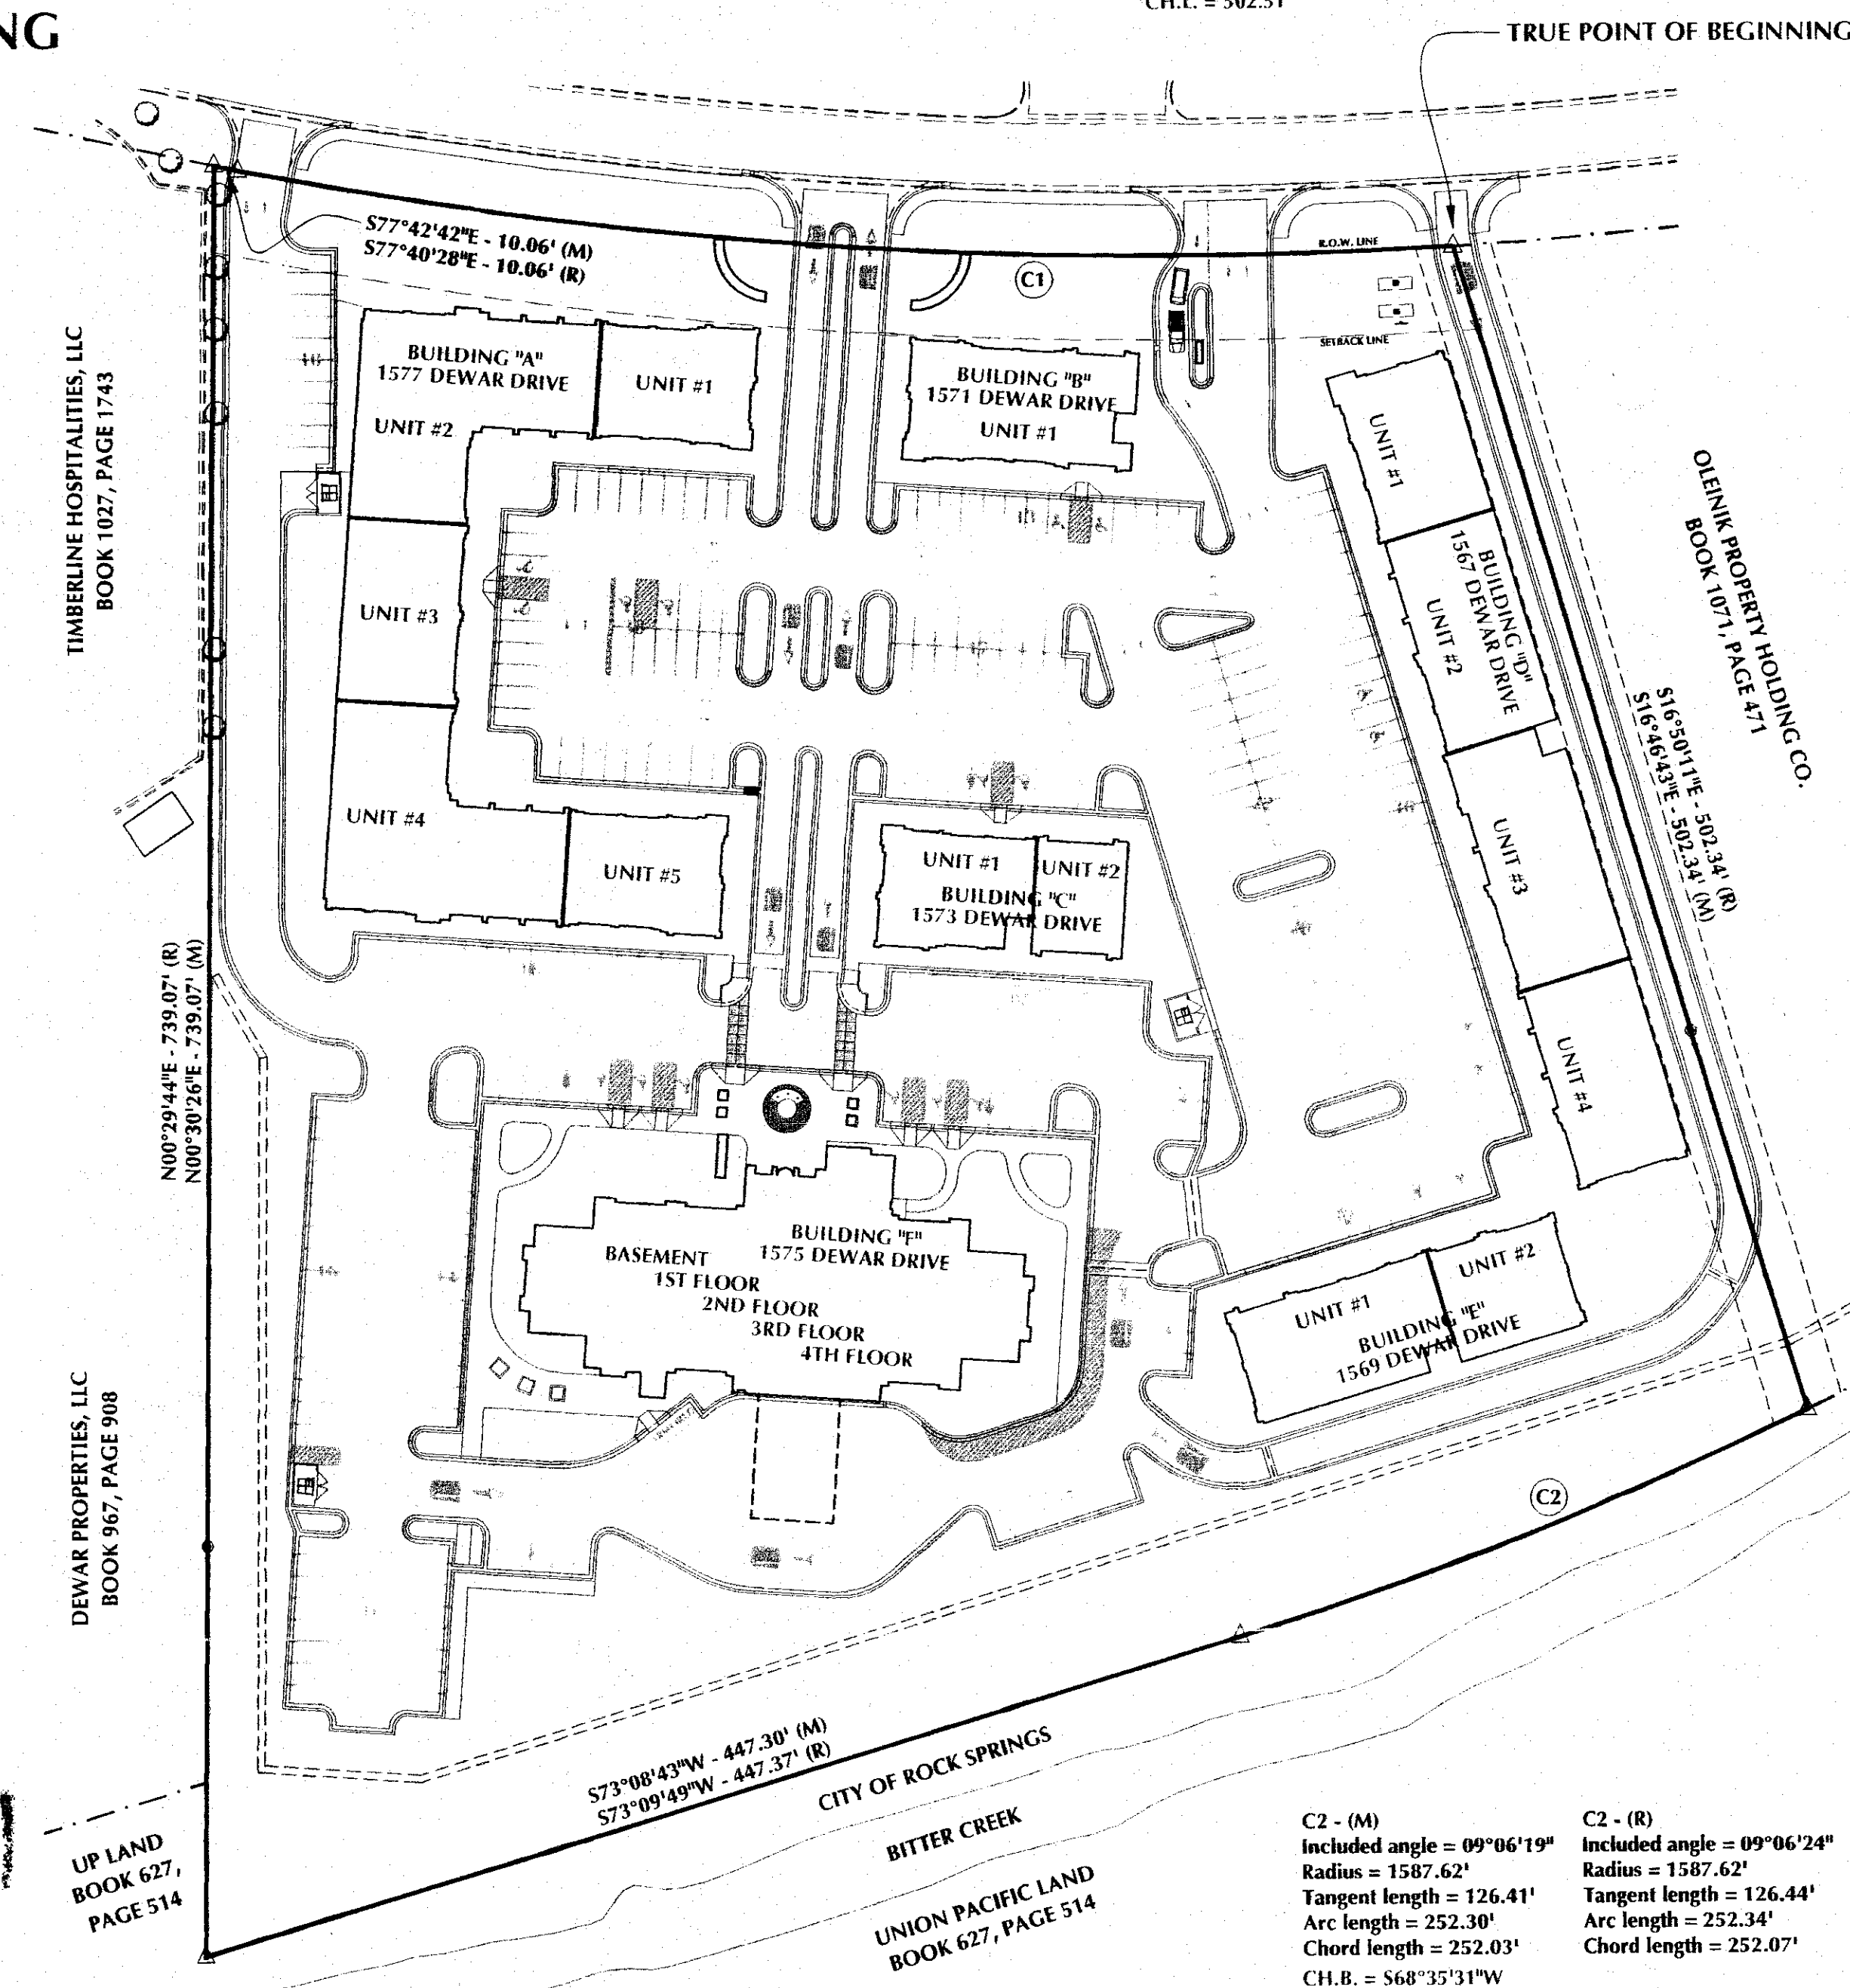 NG
CH.L. = 502.51'
TRUE POINT OF BEGINNING
S77°42'42"E - 10.06' (M)
S77°40'28"E - 10.06' (R)
C1
R.O.W. LINE
SETBACK LINE
TIMBERLINE HOSPITALITIES, LLC
BOOK 1027, PAGE 1743
BUILDING "A"
1577 DEWAR DRIVE
UNIT #1
UNIT #2
UNIT #3
UNIT #4
UNIT #5
BUILDING "B"
1571 DEWAR DRIVE
UNIT #1
UNIT #1
UNIT #2
BUILDING "C"
1573 DEWAR DRIVE
UNIT #1
BUILDING "D"
1567 DEWAR DRIVE
UNIT #2
UNIT #3
UNIT #4
OLEINIK PROPERTY HOLDING CO.
BOOK 1071, PAGE 471
S16°50'11"E - 502.34' (R)
S16°46'43"E - 502.34' (M)
N00°29'44"E - 739.07' (R)
N00°30'26"E - 739.07' (M)
BUILDING "F"
1575 DEWAR DRIVE
BASEMENT
1ST FLOOR
2ND FLOOR
3RD FLOOR
4TH FLOOR
UNIT #1
UNIT #2
BUILDING "E"
1569 DEWAR DRIVE
DEWAR PROPERTIES, LLC
BOOK 967, PAGE 908
C2
S73°08'43"W - 447.30' (M)
S73°09'49"W - 447.37' (R)
CITY OF ROCK SPRINGS
BITTER CREEK
UNION PACIFIC LAND
BOOK 627, PAGE 514
UP LAND
BOOK 627,
PAGE 514
C2 - (M)
Included angle = 09°06'19"
Radius = 1587.62'
Tangent length = 126.41'
Arc length = 252.30'
Chord length = 252.03'
CH.B. = S68°35'31"W
C2 - (R)
Included angle = 09°06'24"
Radius = 1587.62'
Tangent length = 126.44'
Arc length = 252.34'
Chord length = 252.07'